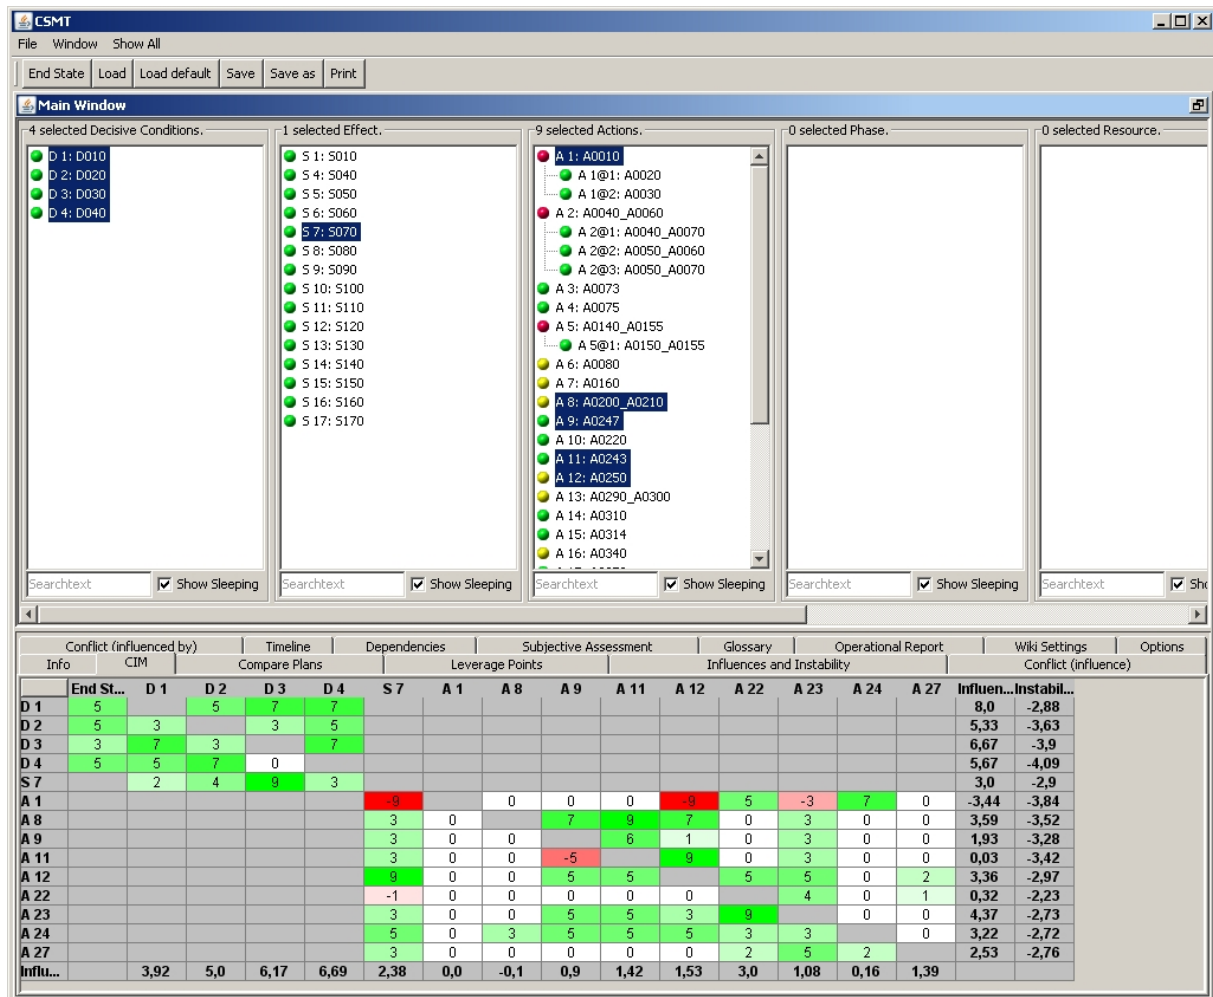 CSMT
File Window Show All
End State Load Load default Save Save as Print
Main Window
4 selected Decisive Conditions. 1 selected Effect. 9 selected Actions. 0 selected Phase. 0 selected Resource.
D 1: D010
D 2: D020
D 3: D030
D 4: D040
S 1: S010
S 4: S040
S 5: S050
S 6: S060
S 7: S070
S 8: S080
S 9: S090
S 10: S100
S 11: S110
S 12: S120
S 13: S130
S 14: S140
S 15: S150
S 16: S160
S 17: S170
A 1: A0010
A 1@1: A0020
A 1@2: A0030
A 2: A0040_A0060
A 2@1: A0040_A0070
A 2@2: A0050_A0060
A 2@3: A0050_A0070
A 3: A0073
A 4: A0075
A 5: A0140_A0155
A 5@1: A0150_A0155
A 6: A0080
A 7: A0160
A 8: A0200_A0210
A 9: A0247
A 10: A0220
A 11: A0243
A 12: A0250
A 13: A0290_A0300
A 14: A0310
A 15: A0314
A 16: A0340
Searchtext Show Sleeping Searchtext Show Sleeping Searchtext Show Sleeping Searchtext Show Sleeping Searchtext Sho
Conflict (influenced by) Timeline Dependencies Subjective Assessment Glossary Operational Report Wiki Settings Options
Info CIM Compare Plans Leverage Points Influences and Instability Conflict (influence)
End St... D 1 D 2 D 3 D 4 S 7 A 1 A 8 A 9 A 11 A 12 A 22 A 23 A 24 A 27 Influen... Instabil...
D 1 5 5 7 7 8,0 -2,88
D 2 5 3 3 5 5,33 -3,63
D 3 3 7 3 7 6,67 -3,9
D 4 5 5 7 0 5,67 -4,09
S 7 2 4 9 3 3,0 -2,9
A 1 -9 0 0 0 -9 5 -3 7 0 -3,44 -3,84
A 8 3 0 7 9 7 0 3 0 0 3,59 -3,52
A 9 3 0 0 6 1 0 3 0 0 1,93 -3,28
A 11 3 0 0 -5 9 0 3 0 0 0,03 -3,42
A 12 9 0 0 5 5 5 5 0 2 3,36 -2,97
A 22 -1 0 0 0 0 0 4 0 1 0,32 -2,23
A 23 3 0 0 5 5 3 9 0 0 4,37 -2,73
A 24 5 0 3 5 5 5 3 3 0 3,22 -2,72
A 27 3 0 0 0 0 0 2 5 2 2,53 -2,76
Influ... 3,92 5,0 6,17 6,69 2,38 0,0 -0,1 0,9 1,42 1,53 3,0 1,08 0,16 1,39